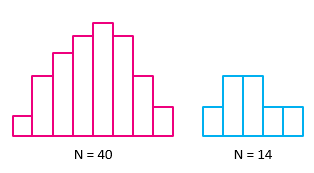 N = 40
N = 14